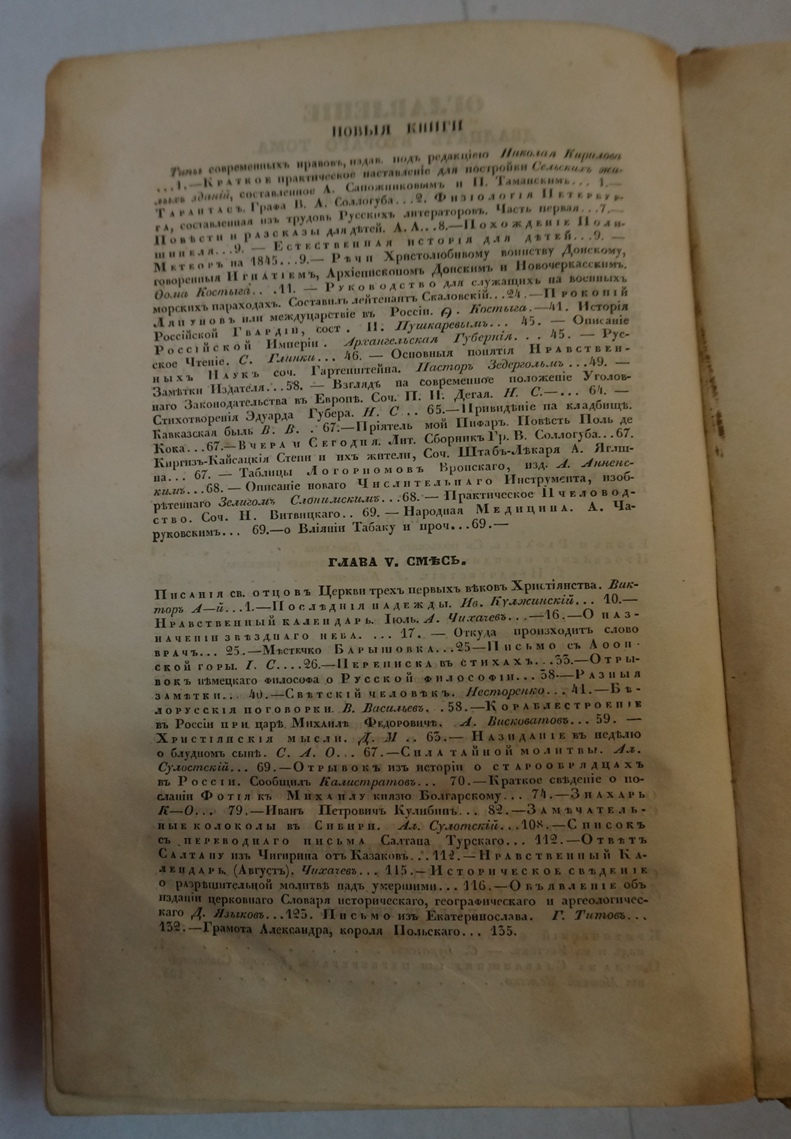 НОВЫЯ КНИГИ
Типы современныхъ нравовъ, издан. подъ редакціею Николая Кирилова
...1.—Краткое практическое наставленіе для постройки Сельскихъ жи-
лыхъ зданій, составленное А. Сапожниковымъ и П. Таманскимъ... 1.—
Тарантасъ. Графа В. А. Соллогуба...2. Физіологія Петербур-
га, составленная изъ трудовъ Русскихъ литераторовъ. Часть первая...7.—
Повѣсти и разсказы для дѣтей. А. А...8.—Похожденіе Поли-
шинеля...9. — Естественная исторія для дѣтей...9. —
Меткоръ на 1845...9.— Рѣчи Христолюбивому воинству Донскому,
говоренныя Игнатіемъ, Архіепископомъ Донскимъ и Новочеркасскимъ.
Фома Костыга. . .11. — Руководство для служащихъ на военныхъ
морскихъ пароходахъ. Составилъ лейтенантъ Скаловскій...24.—Прокопій
Ляпуновъ или междуцарствіе въ Россіи. Ф. Костыга.—41. Исторія
Россійской Гвардіи, сост. И. Пушкаревымъ... 45. — Описаніе
Россійской Имперіи. Архангельская Губернія. . . 45. — Рус-
ское Чтеніе. С. Глинки... 46. — Основныя понятія Нравствен-
ныхъ Наукъ соч. Гартенштейна. Пасторъ Зедергольмъ...49. —
Замѣтки Издателя. . .58. — Взглядъ на современное положеніе Уголов-
наго Законодательства въ Европѣ. Соч. П. И. Дегая. И. С.—... 64. —
Стихотворенія Эдуарда Губера. И. С... 65.—Привидѣніе на кладбищѣ.
Кавказская быль В. В. . 67.—Пріятель мой Пифаръ. Повѣсть Поль де
Кока...67.—Вчера и Сегодня. Лит. Сборникъ Гр. В. Соллогуба...67.
Киргизъ-Кайсацкія Степи и ихъ жители, Соч. Штабъ-Лѣкаря А. Ягмин-
на... 67. — Таблицы Логориомовъ Вронскаго, изд. А. Анненс-
кимъ...68. — Описаніе новаго Числительнаго Инструмента, изоб-
рѣтеннаго Зелигомъ Слонимскимъ...68. — Практическое Пчеловод-
ство. Соч. Н. Витвицкаго.. 69. — Народная Медицина. А. Ча-
руковскимъ... 69.—о Вліяніи Табаку и проч...69.—
ГЛАВА V. СМѢСЬ.
Писанія св. отцовъ Церкви трехъ первыхъ вѣковъ Христіянства. Вик-
торъ А—й...1.—Послѣднія надежды. Ив. Кулжинскій... 10.—
Нравственный календарь. Іюль. А. Чихачевъ...—16.—О наз-
наченіи звѣзднаго неба. ... 17. — Откуда происходитъ слово
врачъ... 25.—Мѣстечко Барышовка...25—Письмо съ Аѳон-
ской горы. I. С....26.—Переписка въ стихахъ...35.—Отры-
вокъ нѣмецкаго философа о Русской философіи...38—Разныя
замѣтки... 40.—Свѣтскій человѣкъ. Несторенко...41.—Бѣ-
лорусскія поговорки. В. Васильевъ. .58.—Кораблестроеніе
въ Россіи при царѣ Михаилѣ Федоровичѣ. А. Висковатовъ... 59. —
Христіянскія мысли. Д. М .. 63.— Назиданіе въ недѣлю
о блудномъ сынѣ. С. А. О... 67.—Сила тайной молитвы. Ал.
Сулостскій... 69.—Отрывокъ изъ исторіи о старообрядцахъ
въ Россіи. Сообщилъ Калистратовъ... 70.—Краткое свѣденіе о по-
сланіи Фотія къ Михаилу князю Болгарскому... 74.—Знахарь
К—О... 79.—Иванъ Петровичъ Кулибинъ... 82.—Замѣчатель-
ные колоколы въ Сибири. Ал. Сулотскій...108.—Списокъ
съ переводнаго письма Салтана Турскаго... 112.—Отвѣтъ
Салтану изъ Чигирина отъ Казаковъ...112.—Нравственный Ка-
лендарь. (Августъ). Чихачевъ... 115.—Историческое свѣденіе
о разрѣшительной молитвѣ надъ умершими... 116.—Объявленіе объ
изданіи церковнаго Словаря историческаго, географическаго и археологичес-
каго Д. Языковъ...125. Письмо изъ Екатеринослава. Г. Титовъ...
132.—Грамота Александра, короля Польскаго... 135.